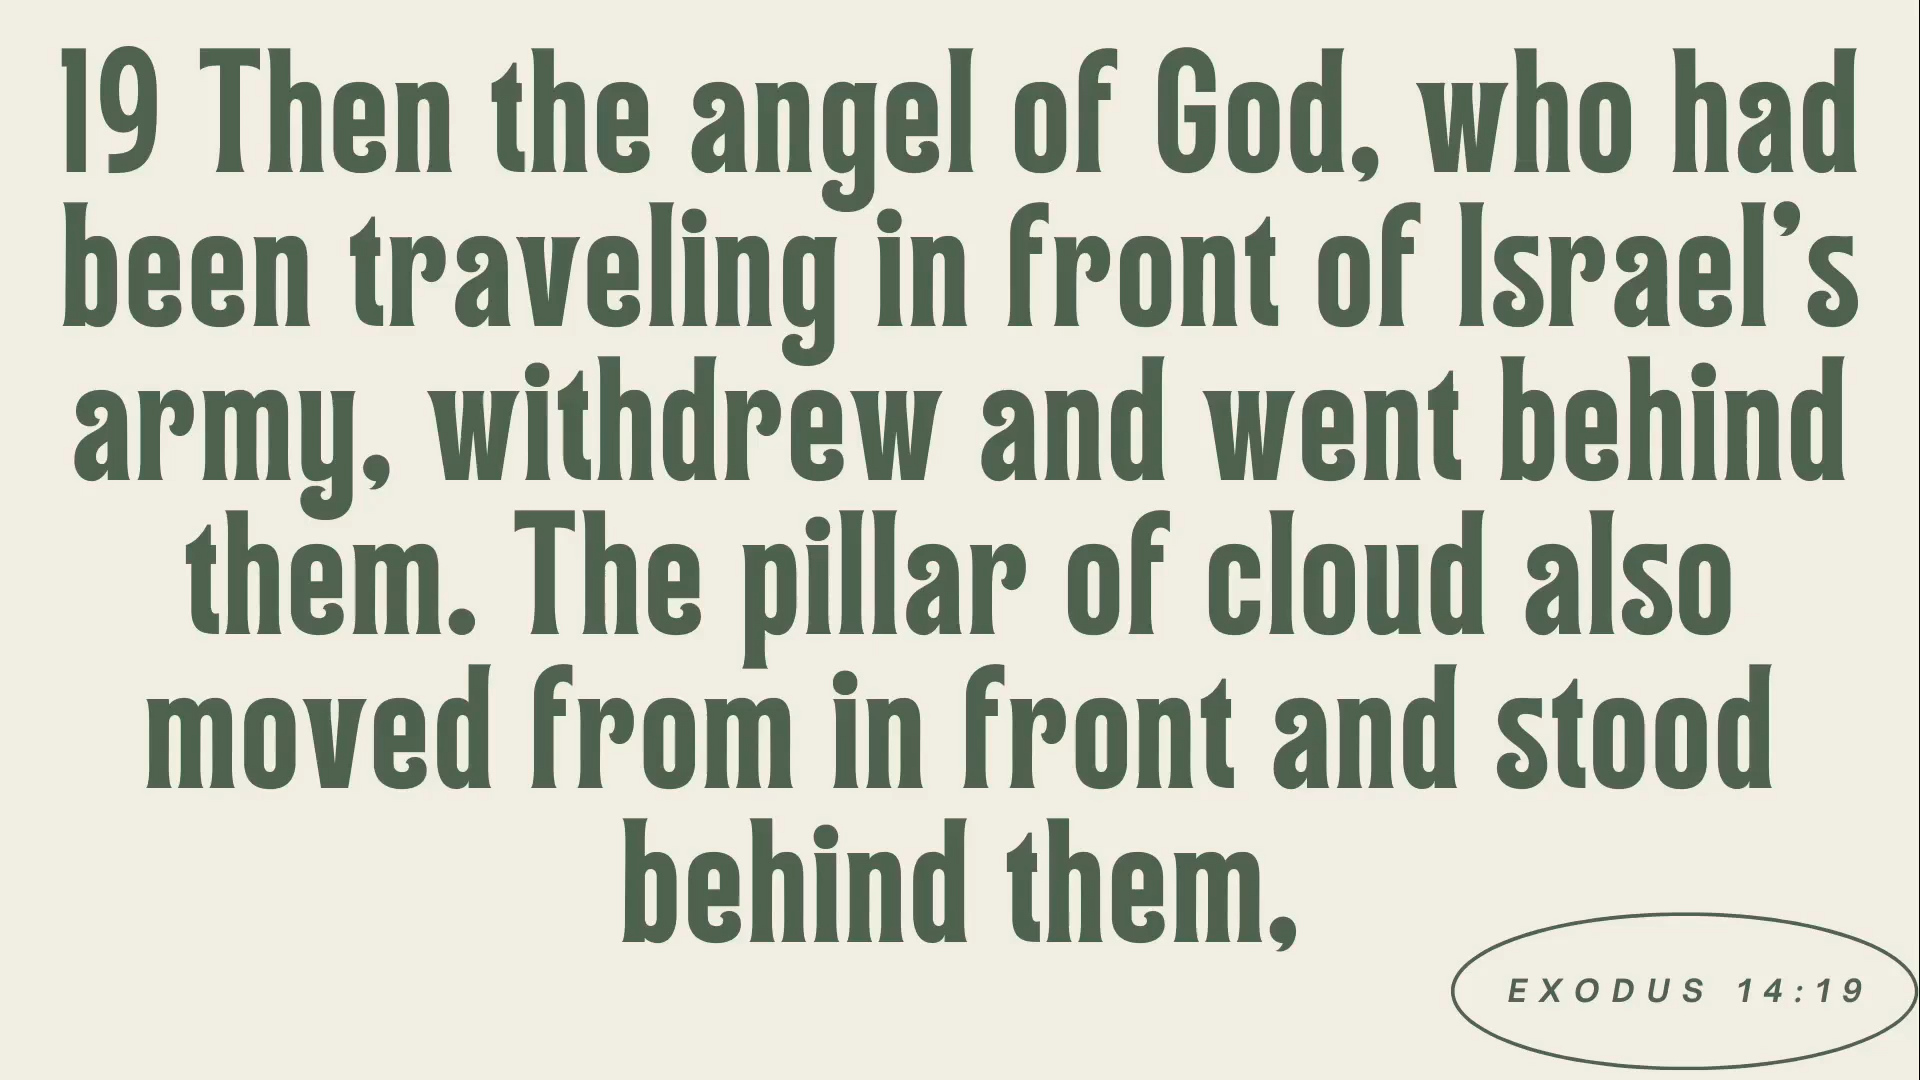 19 Then the angel of God, who had
been traveling in front of Israel’s
army, withdrew and went behind
them. The pillar of cloud also
moved from in front and stood
behind them,
EXODUS 14:19